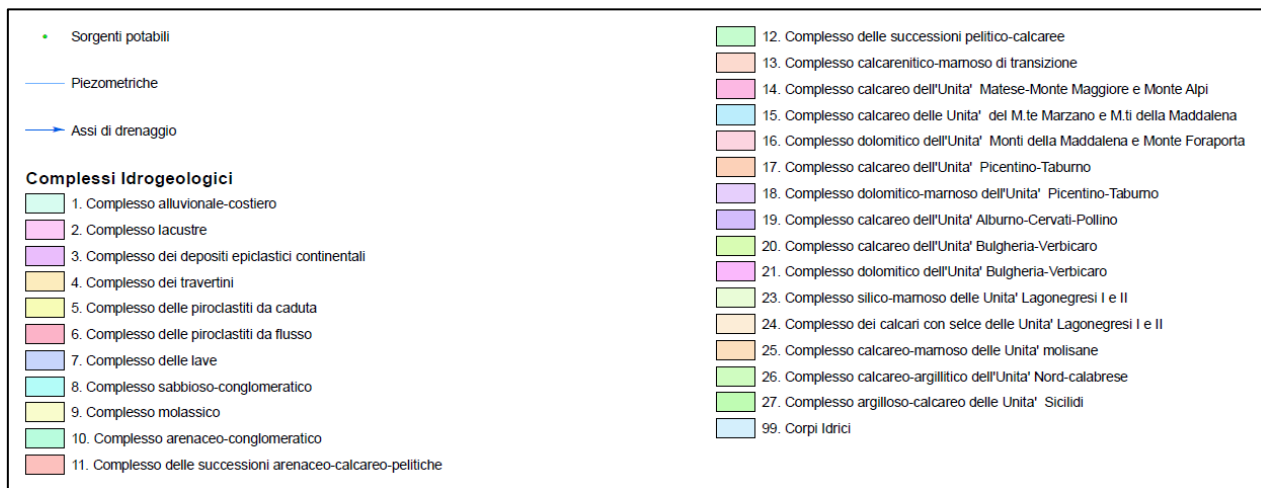 Sorgenti potabili
Piezometriche
Assi di drenaggio
Complessi Idrogeologici
1. Complesso alluvionale-costiero
2. Complesso lacustre
3. Complesso dei depositi epiclastici continentali
4. Complesso dei travertini
5. Complesso delle piroclastiti da caduta
6. Complesso delle piroclastiti da flusso
7. Complesso delle lave
8. Complesso sabbioso-conglomeratico
9. Complesso molassico
10. Complesso arenaceo-conglomeratico
11. Complesso delle successioni arenaceo-calcareo-pelitiche
12. Complesso delle successioni pelitico-calcaree
13. Complesso calcarenitico-marnoso di transizione
14. Complesso calcareo dell'Unita' Matese-Monte Maggiore e Monte Alpi
15. Complesso calcareo delle Unita' del M.te Marzano e M.ti della Maddalena
16. Complesso dolomitico dell'Unita' Monti della Maddalena e Monte Foraporta
17. Complesso calcareo dell'Unita' Picentino-Taburno
18. Complesso dolomitico-marnoso dell'Unita' Picentino-Taburno
19. Complesso calcareo dell'Unita' Alburno-Cervati-Pollino
20. Complesso calcareo dell'Unita' Bulgheria-Verbicaro
21. Complesso dolomitico dell'Unita' Bulgheria-Verbicaro
23. Complesso silico-marnoso delle Unita' Lagonegresi I e II
24. Complesso dei calcari con selce delle Unita' Lagonegresi I e II
25. Complesso calcareo-marnoso delle Unita' molisane
26. Complesso calcareo-argillitico dell'Unita' Nord-calabrese
27. Complesso argilloso-calcareo delle Unita' Sicilidi
99. Corpi Idrici